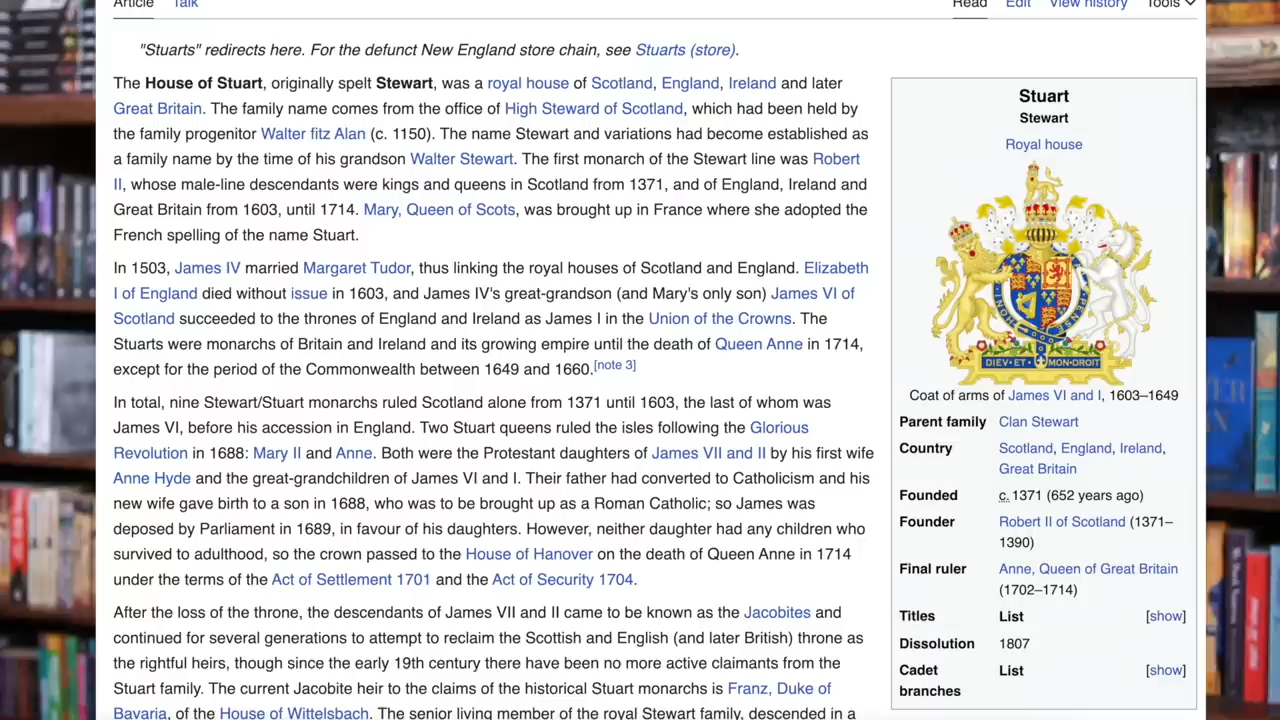 Article Talk Read Edit View history Tools
"Stuarts" redirects here. For the defunct New England store chain, see Stuarts (store).
The House of Stuart, originally spelt Stewart, was a royal house of Scotland, England, Ireland and later
Great Britain. The family name comes from the office of High Steward of Scotland, which had been held by
the family progenitor Walter fitz Alan (c. 1150). The name Stewart and variations had become established as
a family name by the time of his grandson Walter Stewart. The first monarch of the Stewart line was Robert
II, whose male-line descendants were kings and queens in Scotland from 1371, and of England, Ireland and
Great Britain from 1603, until 1714. Mary, Queen of Scots, was brought up in France where she adopted the
French spelling of the name Stuart.
In 1503, James IV married Margaret Tudor, thus linking the royal houses of Scotland and England. Elizabeth
I of England died without issue in 1603, and James IV's great-grandson (and Mary's only son) James VI of
Scotland succeeded to the thrones of England and Ireland as James I in the Union of the Crowns. The
Stuarts were monarchs of Britain and Ireland and its growing empire until the death of Queen Anne in 1714,
except for the period of the Commonwealth between 1649 and 1660.[note 3]
In total, nine Stewart/Stuart monarchs ruled Scotland alone from 1371 until 1603, the last of whom was
James VI, before his accession in England. Two Stuart queens ruled the isles following the Glorious
Revolution in 1688: Mary II and Anne. Both were the Protestant daughters of James VII and II by his first wife
Anne Hyde and the great-grandchildren of James VI and I. Their father had converted to Catholicism and his
new wife gave birth to a son in 1688, who was to be brought up as a Roman Catholic; so James was
deposed by Parliament in 1689, in favour of his daughters. However, neither daughter had any children who
survived to adulthood, so the crown passed to the House of Hanover on the death of Queen Anne in 1714
under the terms of the Act of Settlement 1701 and the Act of Security 1704.
After the loss of the throne, the descendants of James VII and II came to be known as the Jacobites and
continued for several generations to attempt to reclaim the Scottish and English (and later British) throne as
the rightful heirs, though since the early 19th century there have been no more active claimants from the
Stuart family. The current Jacobite heir to the claims of the historical Stuart monarchs is Franz, Duke of
Bavaria, of the House of Wittelsbach. The senior living member of the royal Stewart family, descended in a
Stuart
Stewart
Royal house
HONI
PENSE
DIEV·ET MON·DROIT
Coat of arms of James VI and I, 1603–1649
Parent family Clan Stewart
Country Scotland, England, Ireland,
Great Britain
Founded c. 1371 (652 years ago)
Founder Robert II of Scotland (1371–
1390)
Final ruler Anne, Queen of Great Britain
(1702–1714)
Titles List [show]
Dissolution 1807
Cadet List [show]
branches